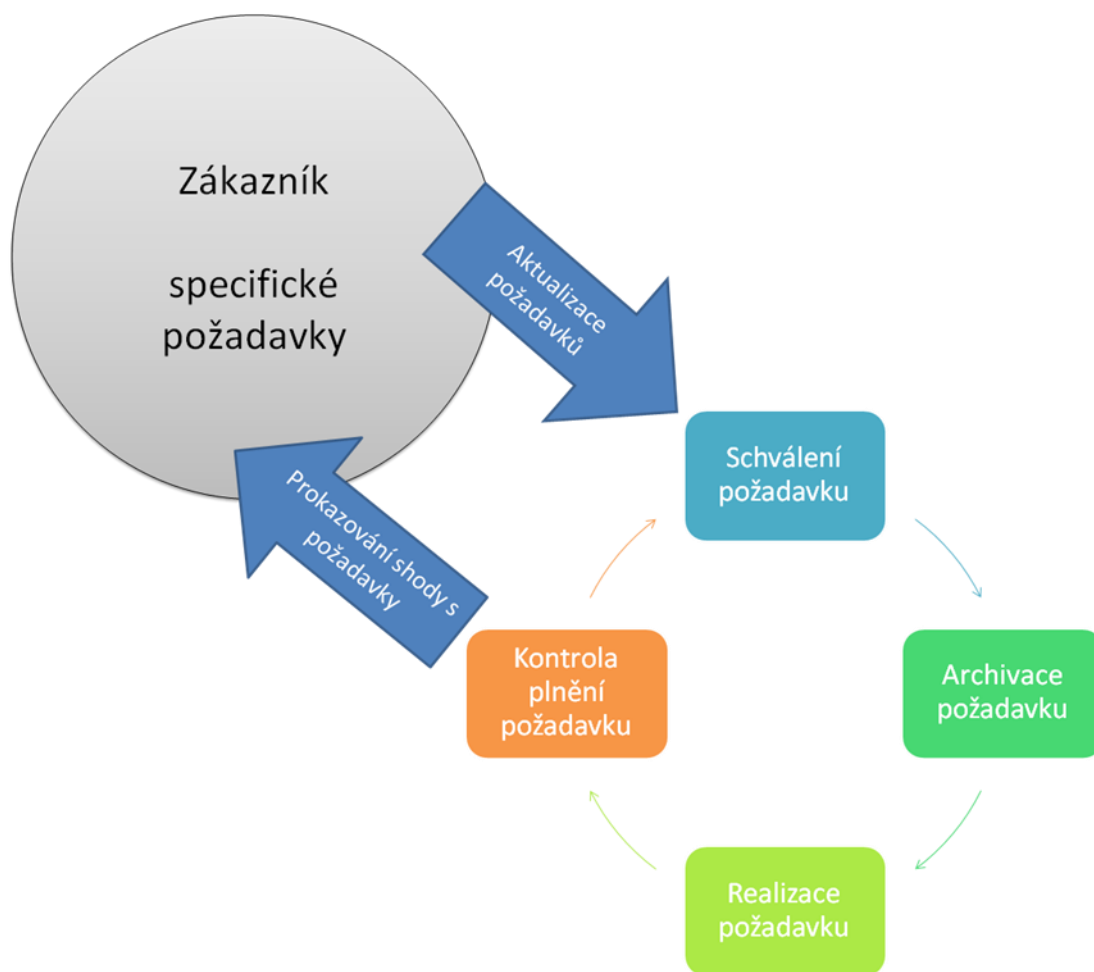 Zákazník
specifické
požadavky
Aktualizace
požadavků
Schválení
požadavku
Prokazování shody s
požadavky
Kontrola
plnění
požadavku
Archivace
požadavku
Realizace
požadavku